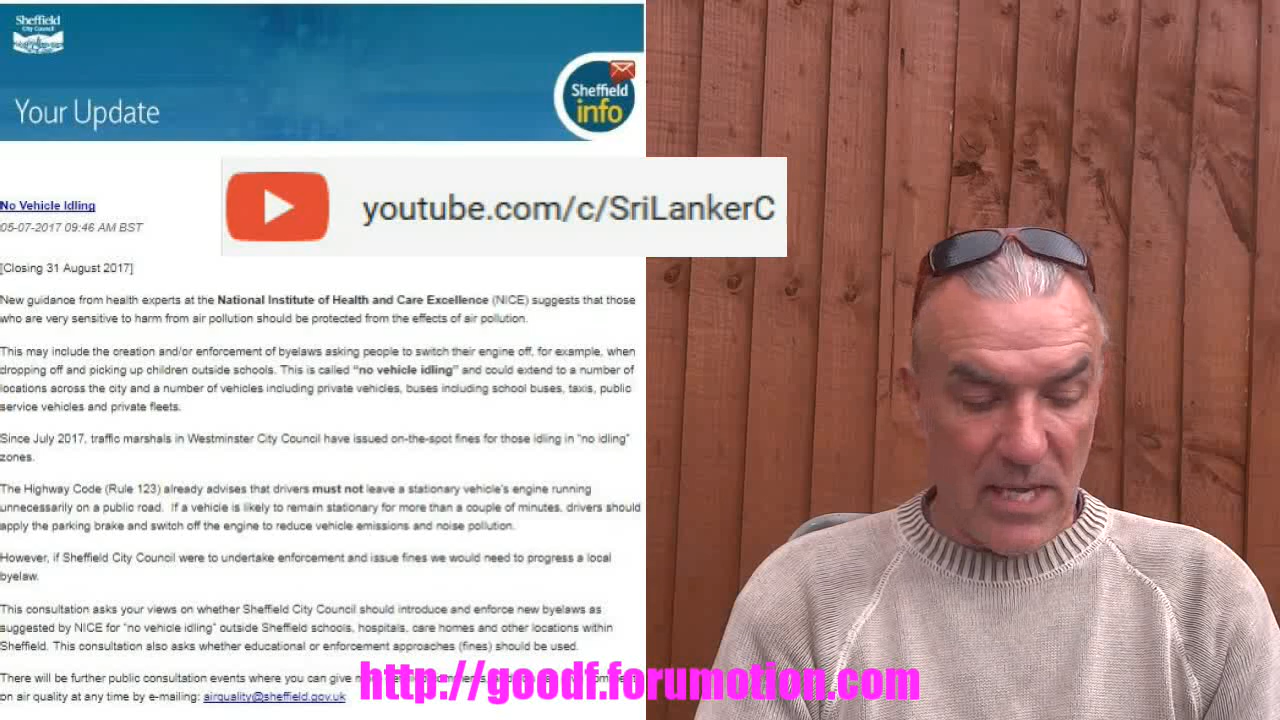 Sheffield
City Council
Your Update
Sheffield
info
youtube.com/c/SriLankerC
No Vehicle Idling
05-07-2017 09:46 AM BST
[Closing 31 August 2017]
New guidance from health experts at the National Institute of Health and Care Excellence (NICE) suggests that those
who are very sensitive to harm from air pollution should be protected from the effects of air pollution.
This may include the creation and/or enforcement of byelaws asking people to switch their engine off, for example, when
dropping off and picking up children outside schools. This is called “no vehicle idling” and could extend to a number of
locations across the city and a number of vehicles including private vehicles, buses including school buses, taxis, public
service vehicles and private fleets.
Since July 2017, traffic marshals in Westminster City Council have issued on-the-spot fines for those idling in “no idling”
zones.
The Highway Code (Rule 123) already advises that drivers must not leave a stationary vehicle's engine running
unnecessarily on a public road. If a vehicle is likely to remain stationary for more than a couple of minutes, drivers should
apply the parking brake and switch off the engine to reduce vehicle emissions and noise pollution.
However, if Sheffield City Council were to undertake enforcement and issue fines we would need to progress a local
byelaw.
This consultation asks your views on whether Sheffield City Council should introduce and enforce new byelaws as
suggested by NICE for “no vehicle idling” outside Sheffield schools, hospitals, care homes and other locations within
Sheffield. This consultation also asks whether educational or enforcement approaches (fines) should be used.
There will be further public consultation events where you can give
on air quality at any time by e-mailing: airquality@sheffield.gov.uk
http://goodf.forumotion.com